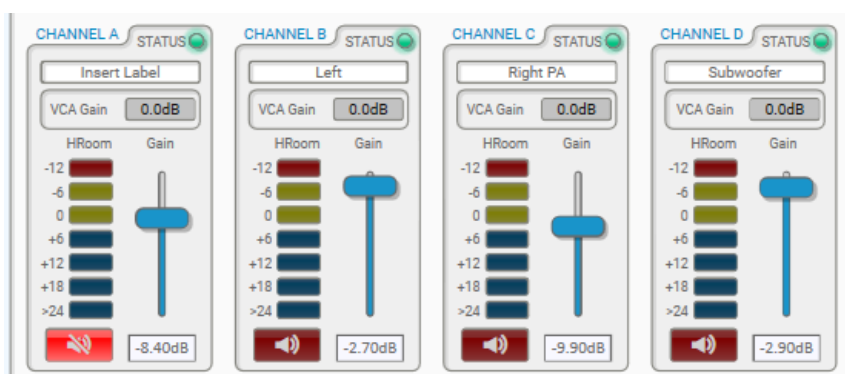 CHANNEL A STATUS
Insert Label
VCA Gain 0.0dB
HRoom Gain
-12
-6
0
+6
+12
+18
>24
-8.40dB
CHANNEL B STATUS
Left
VCA Gain 0.0dB
HRoom Gain
-12
-6
0
+6
+12
+18
>24
-2.70dB
CHANNEL C STATUS
Right PA
VCA Gain 0.0dB
HRoom Gain
-12
-6
0
+6
+12
+18
>24
-9.90dB
CHANNEL D STATUS
Subwoofer
VCA Gain 0.0dB
HRoom Gain
-12
-6
0
+6
+12
+18
>24
-2.90dB